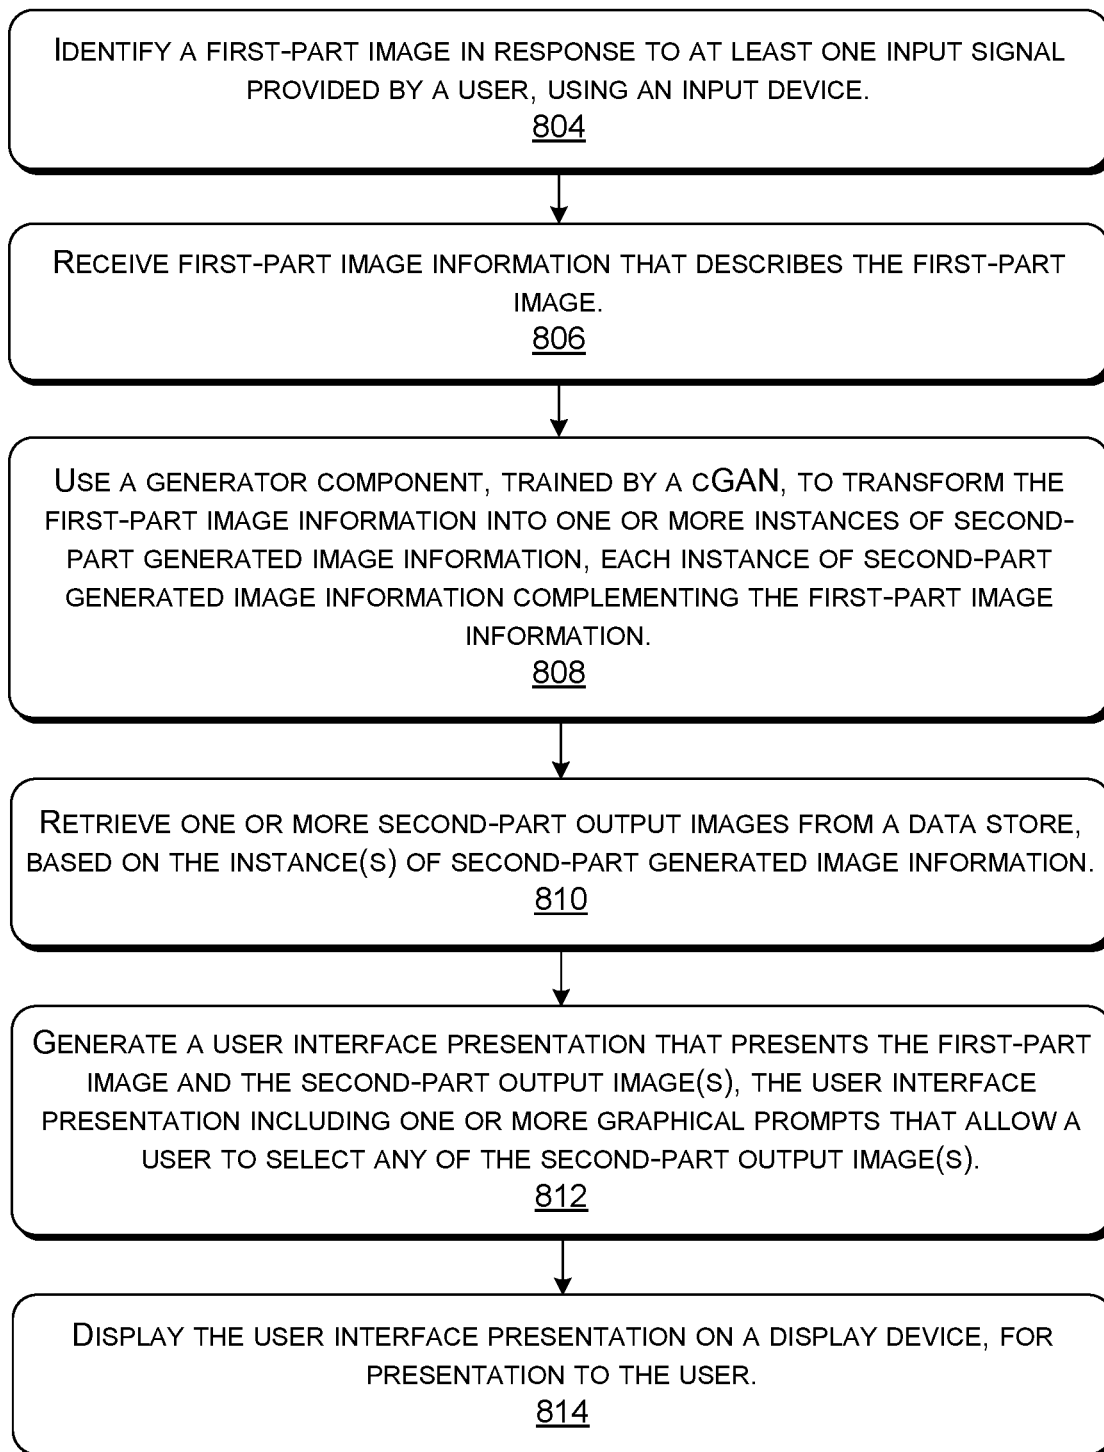 IDENTIFY A FIRST-PART IMAGE IN RESPONSE TO AT LEAST ONE INPUT SIGNAL
PROVIDED BY A USER, USING AN INPUT DEVICE.
804
RECEIVE FIRST-PART IMAGE INFORMATION THAT DESCRIBES THE FIRST-PART
IMAGE.
806
USE A GENERATOR COMPONENT, TRAINED BY A CGAN, TO TRANSFORM THE
FIRST-PART IMAGE INFORMATION INTO ONE OR MORE INSTANCES OF SECOND-
PART GENERATED IMAGE INFORMATION, EACH INSTANCE OF SECOND-PART
GENERATED IMAGE INFORMATION COMPLEMENTING THE FIRST-PART IMAGE
INFORMATION.
808
RETRIEVE ONE OR MORE SECOND-PART OUTPUT IMAGES FROM A DATA STORE,
BASED ON THE INSTANCE(S) OF SECOND-PART GENERATED IMAGE INFORMATION.
810
GENERATE A USER INTERFACE PRESENTATION THAT PRESENTS THE FIRST-PART
IMAGE AND THE SECOND-PART OUTPUT IMAGE(S), THE USER INTERFACE
PRESENTATION INCLUDING ONE OR MORE GRAPHICAL PROMPTS THAT ALLOW A
USER TO SELECT ANY OF THE SECOND-PART OUTPUT IMAGE(S).
812
DISPLAY THE USER INTERFACE PRESENTATION ON A DISPLAY DEVICE, FOR
PRESENTATION TO THE USER.
814